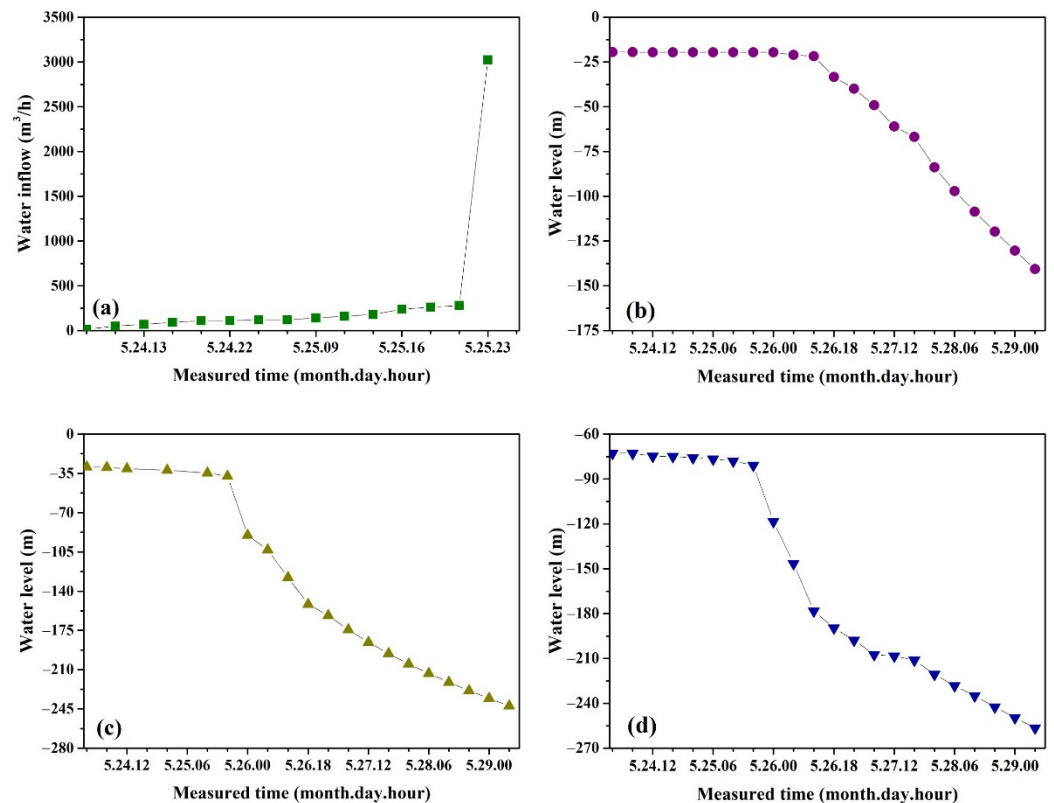 3500
3000
2500
2000
1500
1000
500
0
Water inflow (m³/h)
(a)
5.24.13 5.24.22 5.25.09 5.25.16 5.25.23
Measured time (month.day.hour)
0
−25
−50
−75
−100
−125
−150
−175
Water level (m)
(b)
5.24.12 5.25.06 5.26.00 5.26.18 5.27.12 5.28.06 5.29.00
Measured time (month.day.hour)
0
−35
−70
−105
−140
−175
−210
−245
−280
Water level (m)
(c)
5.24.12 5.25.06 5.26.00 5.26.18 5.27.12 5.28.06 5.29.00
Measured time (month.day.hour)
−60
−90
−120
−150
−180
−210
−240
−270
Water level (m)
(d)
5.24.12 5.25.06 5.26.00 5.26.18 5.27.12 5.28.06 5.29.00
Measured time (month.day.hour)